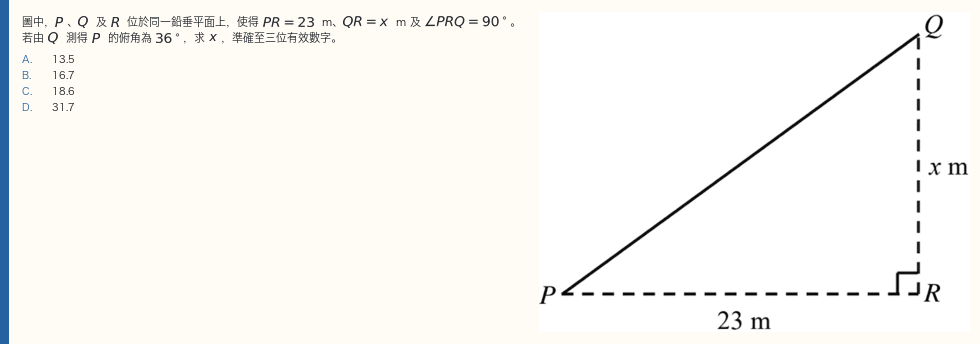 圖中，P、Q 及 R 位於同一鉛垂平面上，使得 PR = 23 m、QR = x m 及 ∠PRQ = 90°。
若由 Q 測得 P 的俯角為 36°，求 x，準確至三位有效數字。
A. 13.5
B. 16.7
C. 18.6
D. 31.7
Q
x m
P
R
23 m